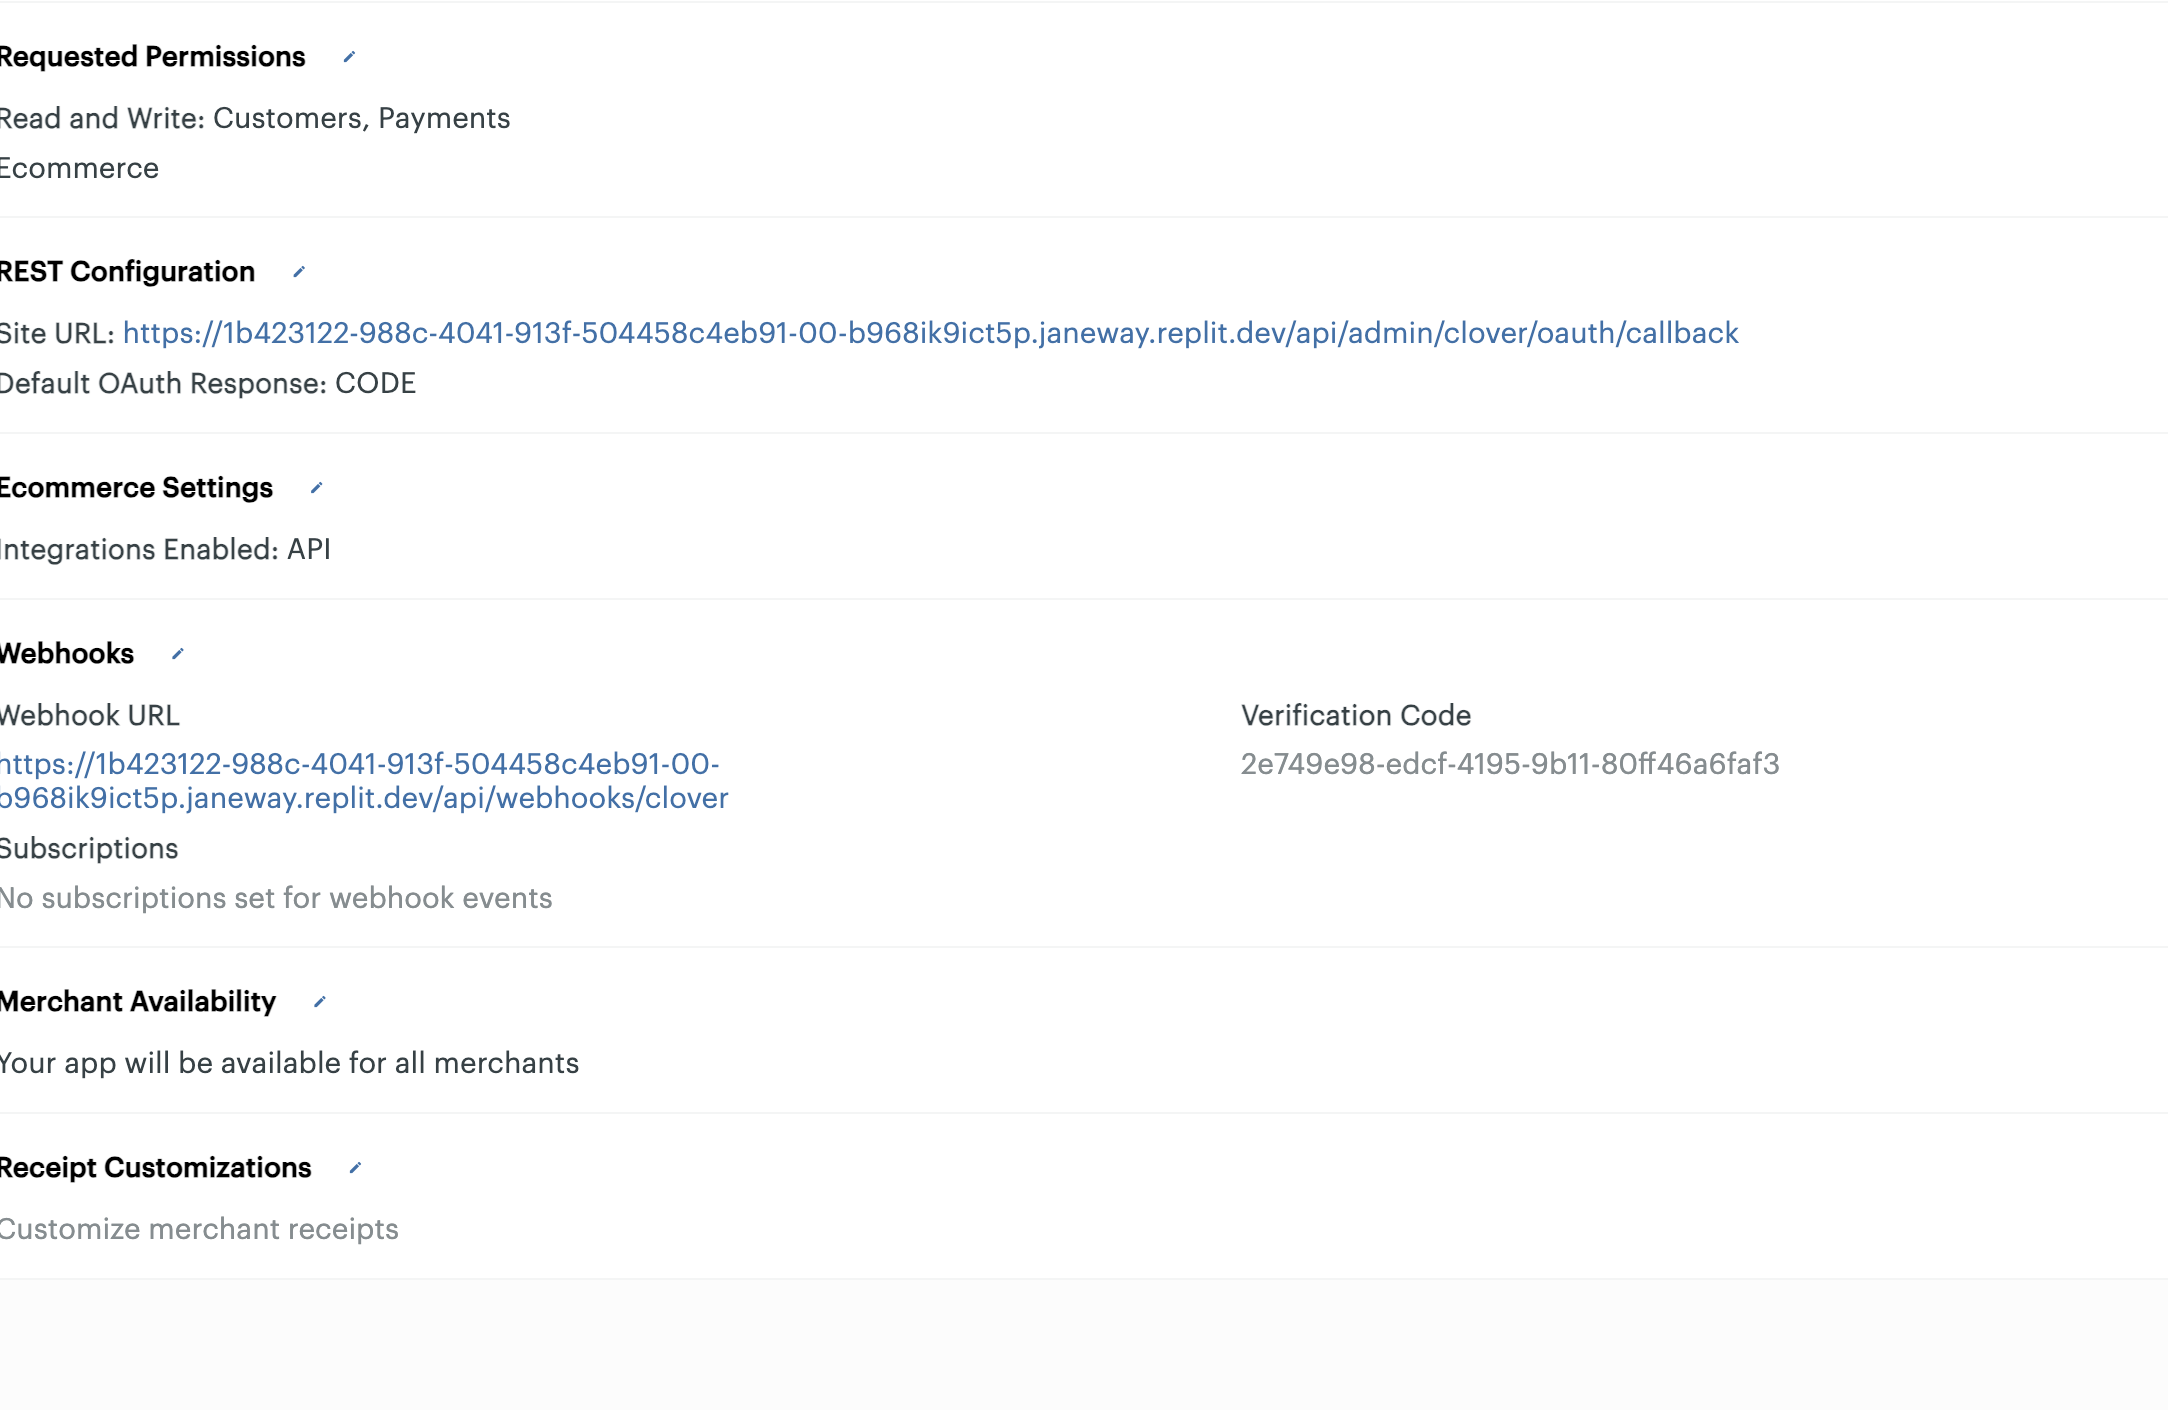 Requested Permissions
Read and Write: Customers, Payments
Ecommerce
REST Configuration
Site URL: https://1b423122-988c-4041-913f-504458c4eb91-00-b968ik9ict5p.janeway.replit.dev/api/admin/clover/oauth/callback
Default OAuth Response: CODE
Ecommerce Settings
Integrations Enabled: API
Webhooks
Webhook URL
Verification Code
https://1b423122-988c-4041-913f-504458c4eb91-00-
b968ik9ict5p.janeway.replit.dev/api/webhooks/clover
2e749e98-edcf-4195-9b11-80ff46a6faf3
Subscriptions
No subscriptions set for webhook events
Merchant Availability
Your app will be available for all merchants
Receipt Customizations
Customize merchant receipts